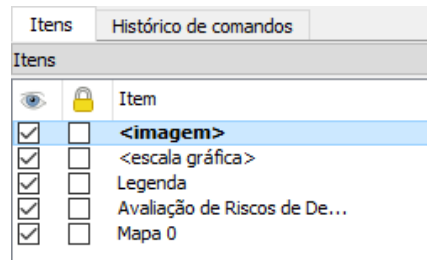 Itens Histórico de comandos
Itens
Item
<imagem>
<escala gráfica>
Legenda
Avaliação de Riscos de De...
Mapa 0